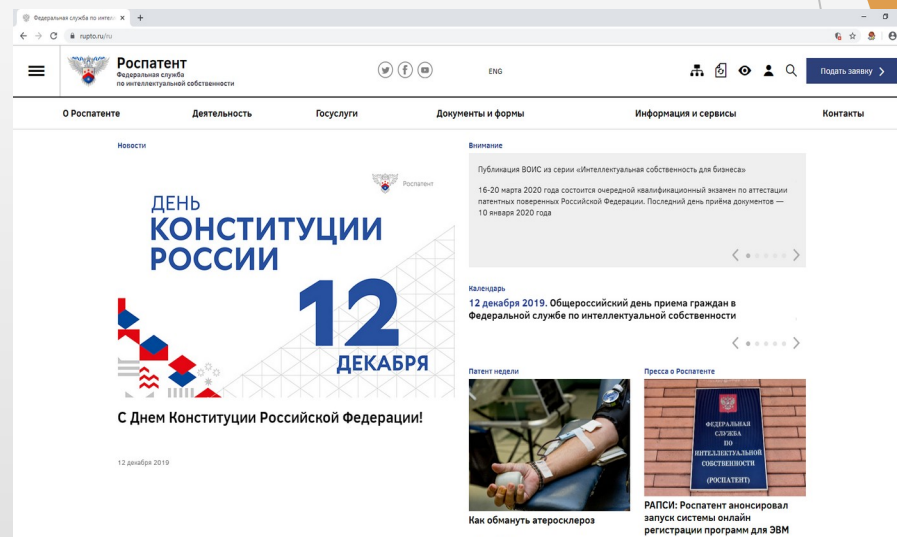 Федеральная служба по интелл
rupto.ru/ru
Роспатент
Федеральная служба
по интеллектуальной собственности
ENG
Подать заявку
О Роспатенте
Деятельность
Госуслуги
Документы и формы
Информация и сервисы
Контакты
Новости
Роспатент
ДЕНЬ
КОНСТИТУЦИИ
РОССИИ
12
ДЕКАБРЯ
С Днем Конституции Российской Федерации!
12 декабря 2019
Внимание
Публикация ВОИС из серии «Интеллектуальная собственность для бизнеса»
16-20 марта 2020 года состоится очередной квалификационный экзамен по аттестации
патентных поверенных Российской Федерации. Последний день приёма документов —
10 января 2020 года
Календарь
12 декабря 2019. Общероссийский день приема граждан в
Федеральной службе по интеллектуальной собственности
Патент недели
Как обмануть атеросклероз
Пресса о Роспатенте
ФЕДЕРАЛЬНАЯ
СЛУЖБА
ПО
ИНТЕЛЛЕКТУАЛЬНОЙ
СОБСТВЕННОСТИ
(РОСПАТЕНТ)
РАПСИ: Роспатент анонсировал
запуск системы онлайн
регистрации программ для ЭВМ